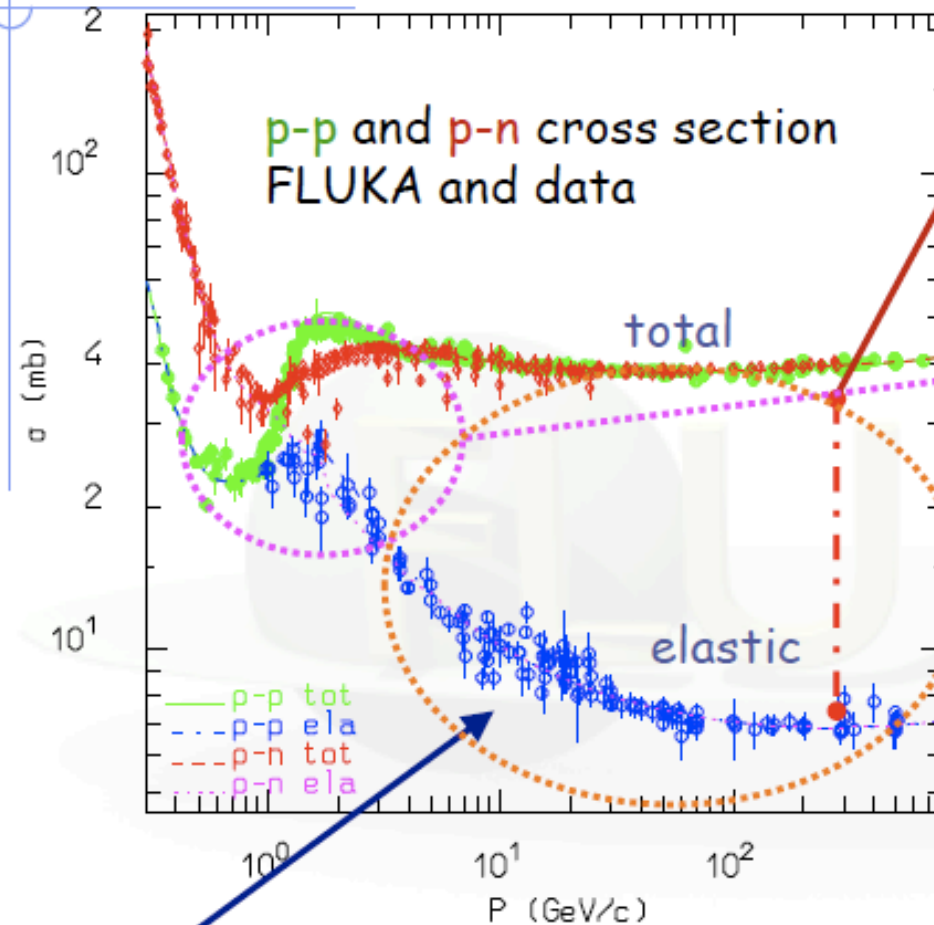 2
10²
4
2
10¹
σ (mb)
p-p and p-n cross section
FLUKA and data
total
elastic
p-p tot
p-p ela
p-n tot
p-n ela
10⁰ 10¹ 10²
P (GeV/c)
FLU